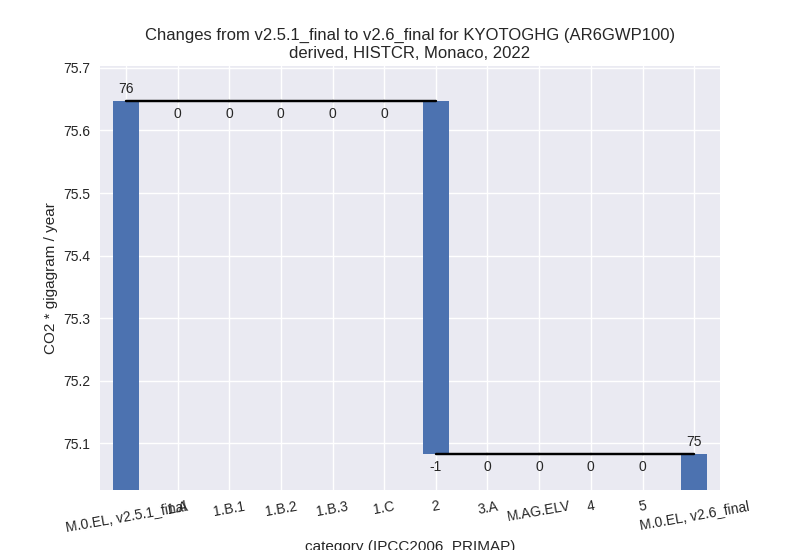 Changes from v2.5.1_final to v2.6_final for KYOTOGHG (AR6GWP100)
derived, HISTCR, Monaco, 2022
75.7
75.6
75.5
75.4
75.3
75.2
75.1
CO2 * gigagram / year
76
0
0
0
0
0
-1
0
0
0
0
75
M.0.EL, v2.5.1_final
1.A
1.B.1
1.B.2
1.B.3
1.C
2
3.A
M.AG.ELV
4
5
M.0.EL, v2.6_final
category (IPCC2006_PRIMAP)